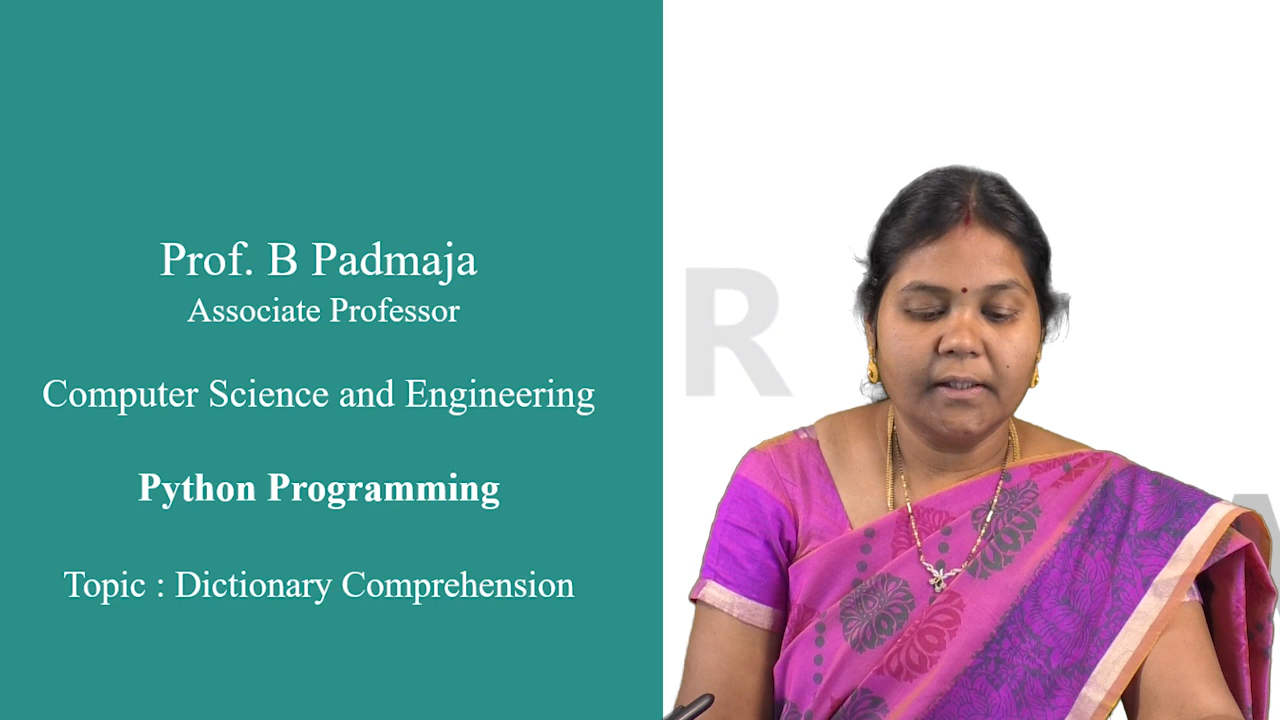 Prof. B Padmaja
Associate Professor
Computer Science and Engineering
Python Programming
Topic : Dictionary Comprehension
R